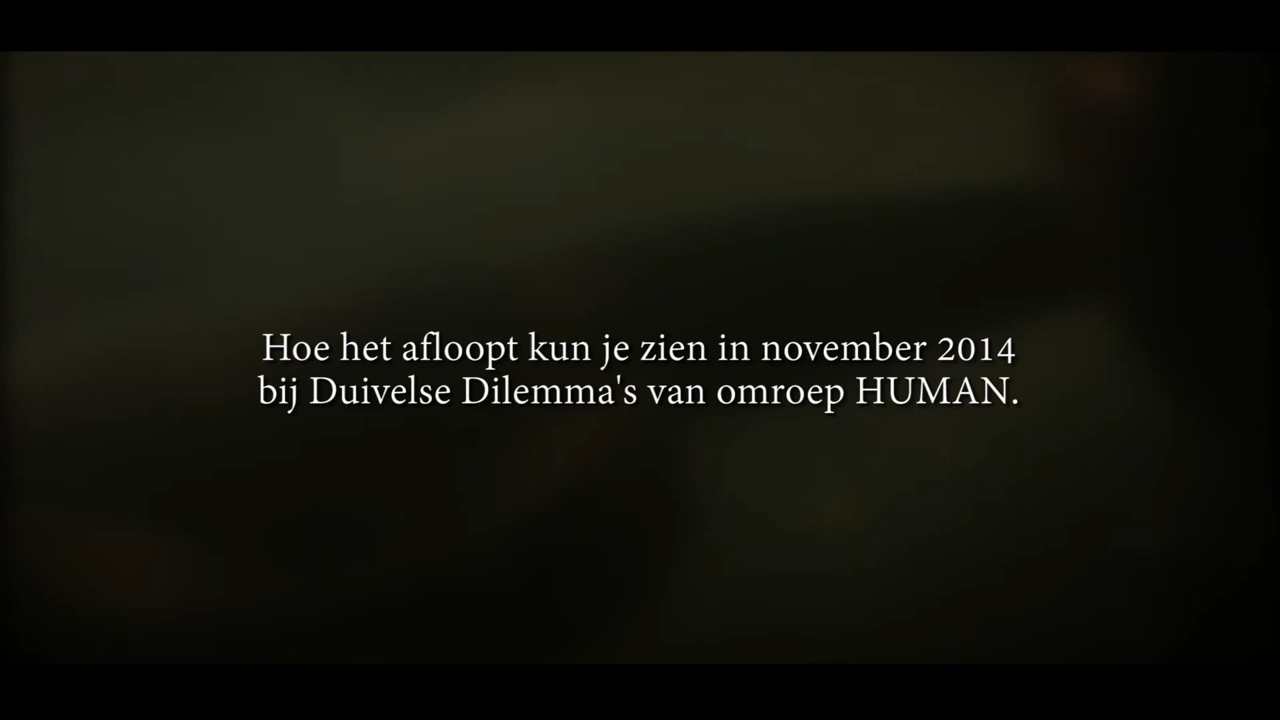 Hoe het afloopt kun je zien in november 2014
bij Duivelse Dilemma's van omroep HUMAN.